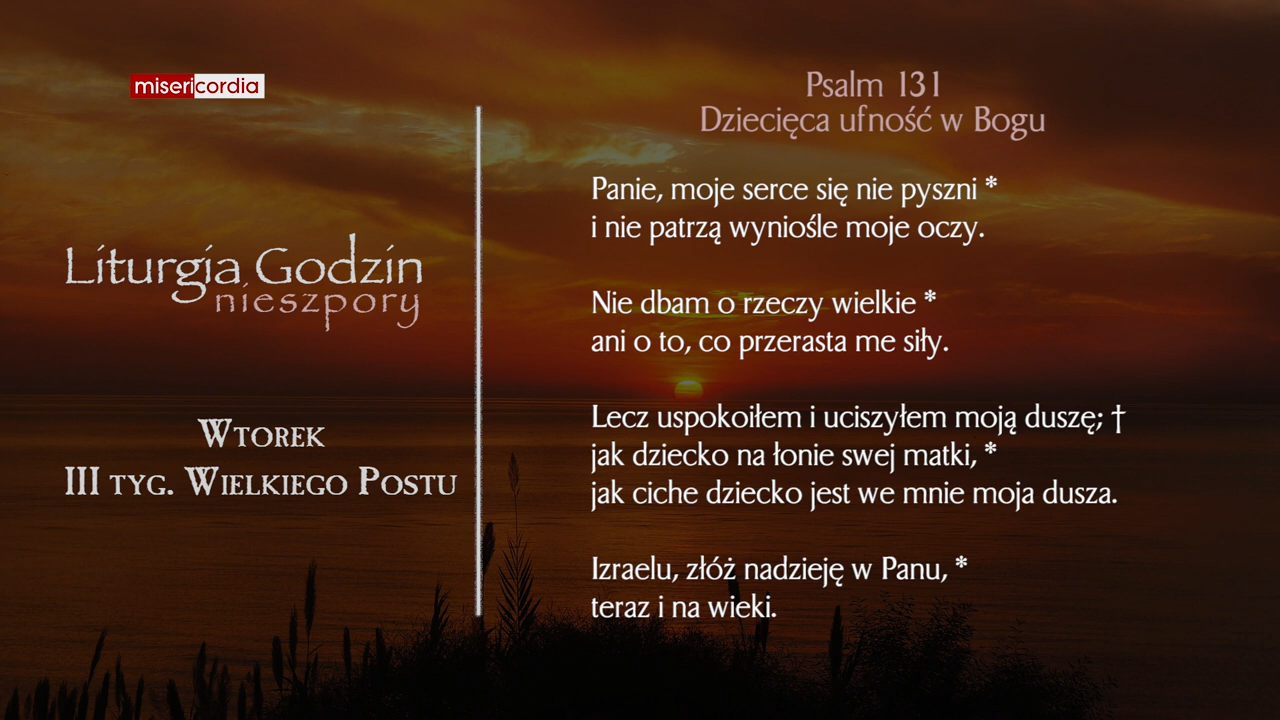 misericordia
Liturgia Godzin
nieszpory
Wtorek
III tyg. Wielkiego Postu
Psalm 131
Dziecięca ufność w Bogu
Panie, moje serce się nie pyszni *
i nie patrzą wyniośle moje oczy.
Nie dbam o rzeczy wielkie *
ani o to, co przerasta me siły.
Lecz uspokoiłem i uciszyłem moją duszę; †
jak dziecko na łonie swej matki, *
jak ciche dziecko jest we mnie moja dusza.
Izraelu, złóż nadzieję w Panu, *
teraz i na wieki.